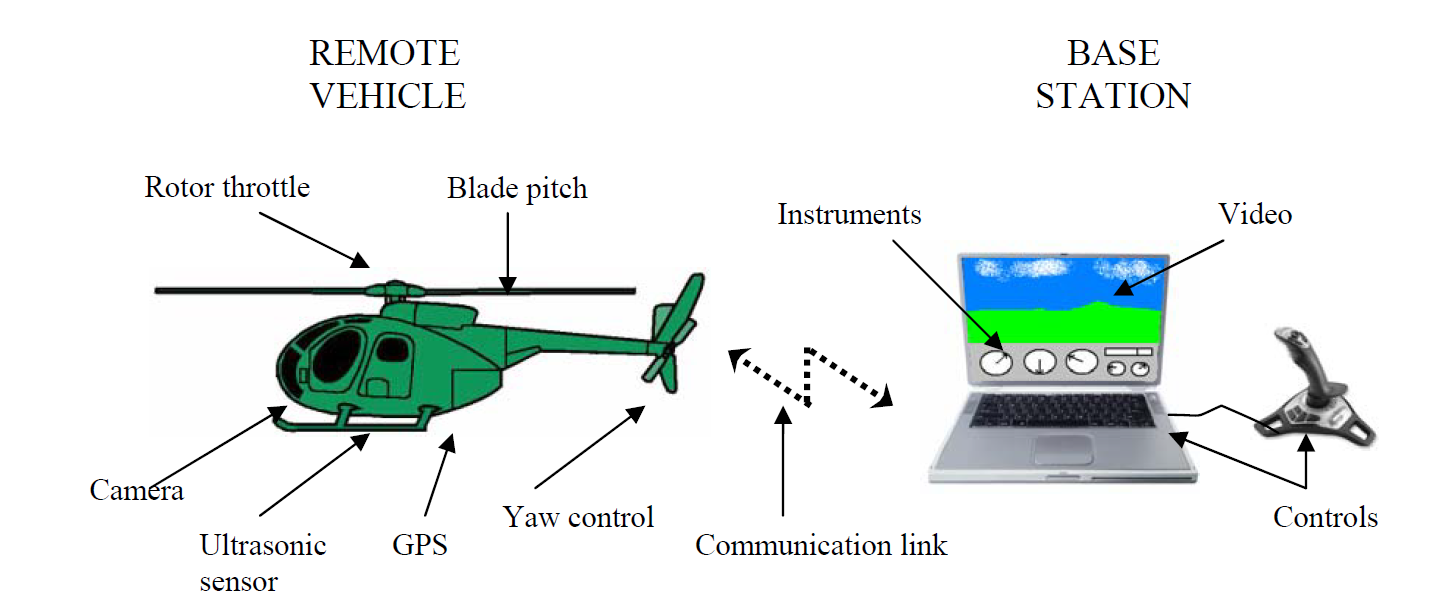 REMOTE
VEHICLE
BASE
STATION
Rotor throttle
Blade pitch
Instruments
Video
Camera
Ultrasonic
sensor
GPS
Yaw control
Communication link
Controls